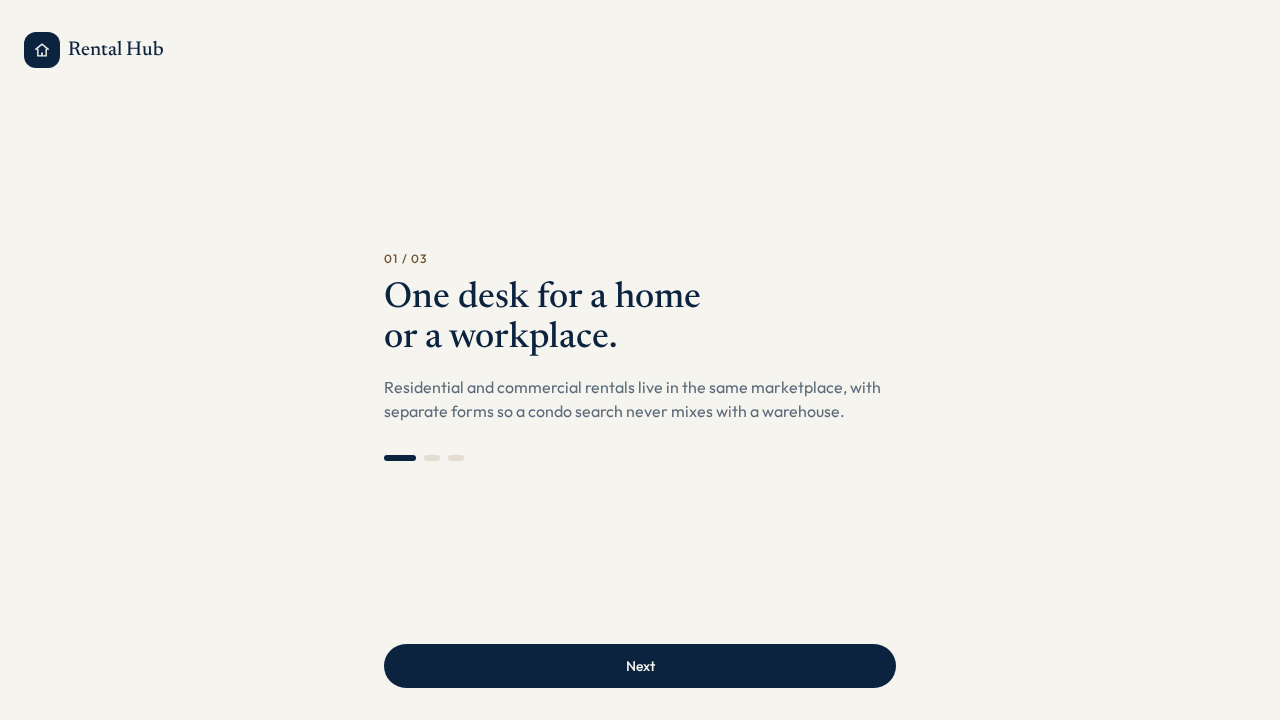 Rental Hub
01 / 03
One desk for a home
or a workplace.
Residential and commercial rentals live in the same marketplace, with
separate forms so a condo search never mixes with a warehouse.
Next